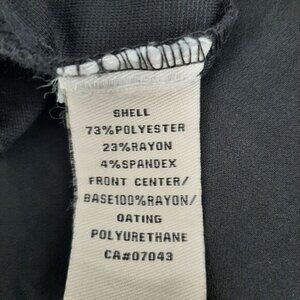 SHELL
73%POLYESTER
23%RAYON
4%SPANDEX
FRONT CENTER/
BASE100%RAYON/
OATING
POLYURETHANE
CA#07043